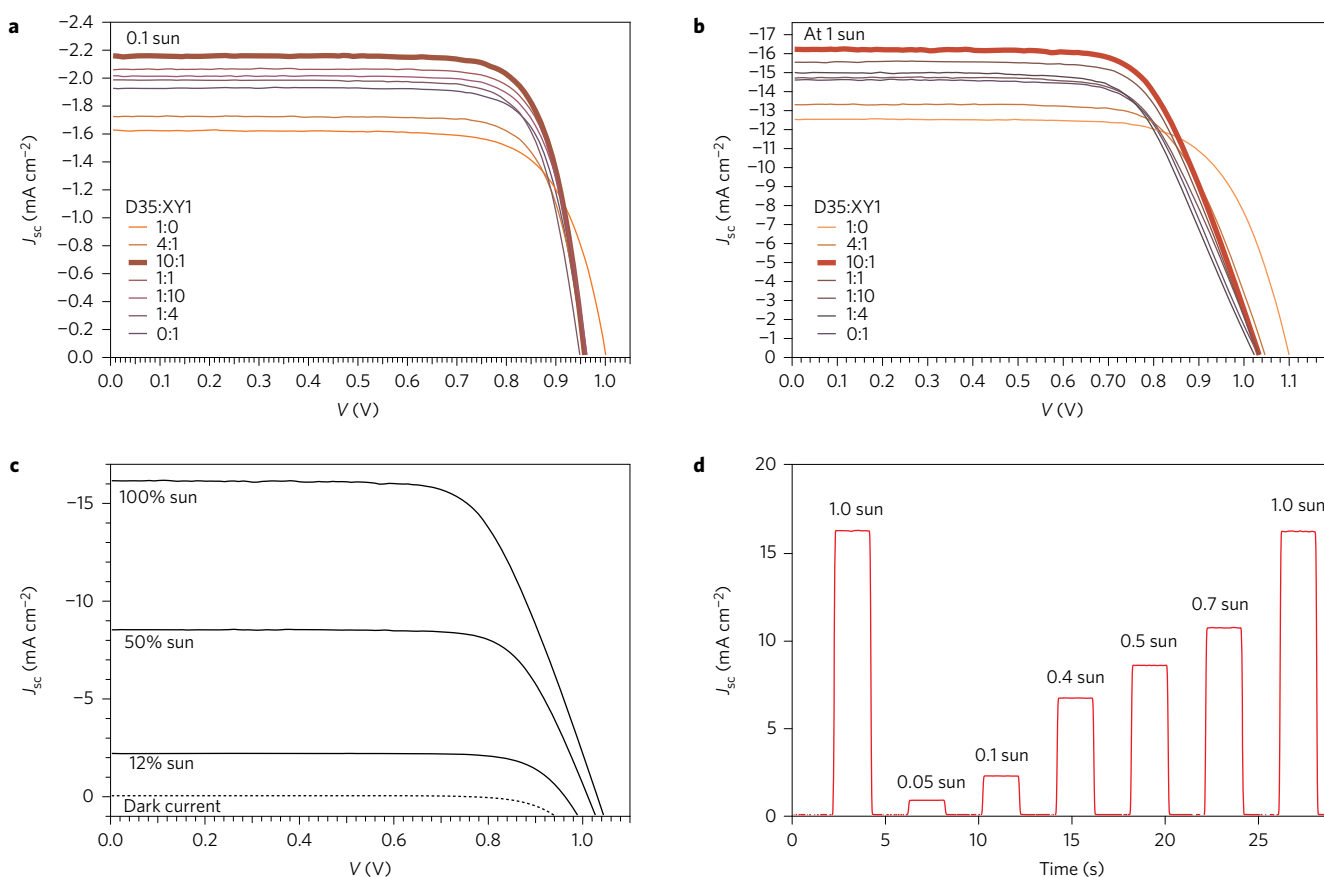 a
0.1 sun
−2.4
−2.2
−2.0
−1.8
−1.6
−1.4
−1.2
−1.0
−0.8
−0.6
−0.4
−0.2
0.0
J_sc (mA cm⁻²)
D35:XY1
1:0
4:1
10:1
1:1
1:10
1:4
0:1
0.0 0.1 0.2 0.3 0.4 0.5 0.6 0.7 0.8 0.9 1.0
V (V)
b
At 1 sun
−17
−16
−15
−14
−13
−12
−11
−10
−9
−8
−7
−6
−5
−4
−3
−2
−1
0
J_sc (mA cm⁻²)
D35:XY1
1:0
4:1
10:1
1:1
1:10
1:4
0:1
0.0 0.1 0.2 0.3 0.4 0.5 0.6 0.70 0.8 0.9 1.0 1.1
V (V)
c
−15
−10
−5
0
J_sc (mA cm⁻²)
100% sun
50% sun
12% sun
Dark current
0.0 0.2 0.4 0.6 0.8 1.0
V (V)
d
20
15
10
5
0
J_sc (mA cm⁻²)
1.0 sun
0.05 sun
0.1 sun
0.4 sun
0.5 sun
0.7 sun
1.0 sun
0 5 10 15 20 25
Time (s)